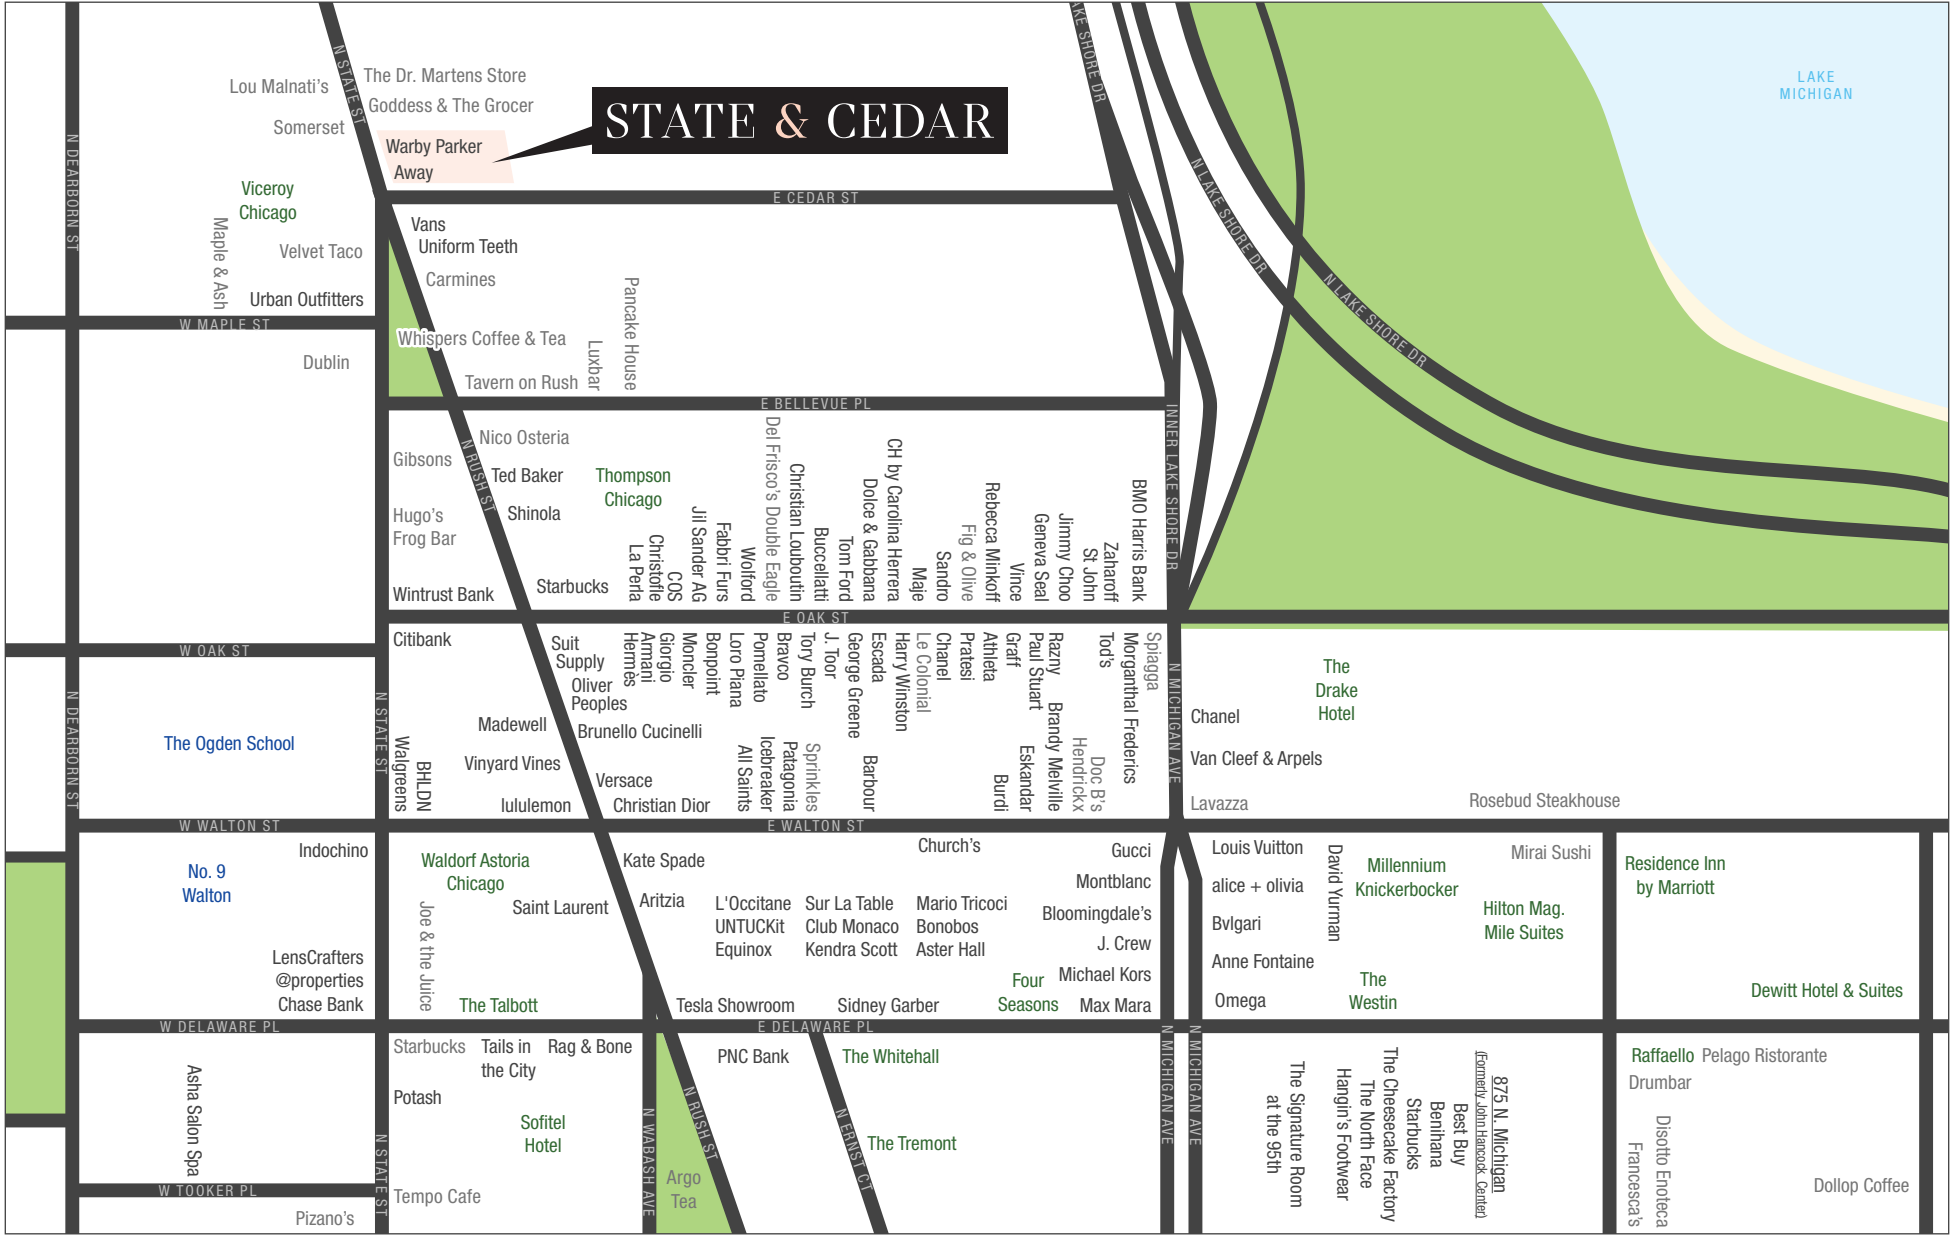 LAKE SHORE DR
N STATE ST
The Dr. Martens Store
Lou Malnati's
Goddess & The Grocer
Somerset
STATE & CEDAR
LAKE
MICHIGAN
Warby Parker
Away
N DEARBORN ST
Viceroy
Chicago
E CEDAR ST
N LAKE SHORE DR
N LAKE SHORE DR
Maple & Ash
Velvet Taco
Urban Outfitters
Vans
Uniform Teeth
Carmines
Whispers Coffee & Tea
Luxbar
Pancake House
Tavern on Rush
W MAPLE ST
Dublin
E BELLEVUE PL
N RUSH ST
Gibsons
Hugo's
Frog Bar
Wintrust Bank
Nico Osteria
Ted Baker
Shinola
Starbucks
Thompson
Chicago
La Perla
Christofle
COS
Jil Sander AG
Fabbri Furs
Wolford
Del Frisco's Double Eagle
Christian Louboutin
Buccellatti
Tom Ford
Dolce & Gabbana
CH by Carolina Herrera
Maje
Sandro
Fig & Olive
Rebecca Minkoff
Vince
Geneva Seal
Jimmy Choo
St John
Zaharoff
BMO Harris Bank
INNER LAKE SHORE DR
E OAK ST
W OAK ST
Citibank
Suit
Supply
Oliver
Peoples
Hermès
Armani
Giorgio
Moncler
Bonpoint
Loro Piana
Pomellato
Bravco
Tory Burch
J. Toor
George Greene
Escada
Harry Winston
Le Colonial
Chanel
Pratesi
Athleta
Graff
Paul Stuart
Razny
Tod's
Morganthal Frederics
Spiagga
N MICHIGAN AVE
The
Drake
Hotel
Chanel
Van Cleef & Arpels
Lavazza
Rosebud Steakhouse
N DEARBORN ST
The Ogden School
N STATE ST
Walgreens
BHLDN
Madewell
Vinyard Vines
lululemon
Brunello Cucinelli
Versace
Christian Dior
All Saints
Icebreaker
Patagonia
Sprinkles
Barbour
Burdi
Eskandar
Brandy Melville
Hendrickx
Doc B's
W WALTON ST
E WALTON ST
Indochino
No. 9
Walton
LensCrafters
@properties
Chase Bank
Waldorf Astoria
Chicago
Saint Laurent
Joe & the Juice
The Talbott
Kate Spade
Aritzia
Church's
L'Occitane
UNTUCKit
Equinox
Sur La Table
Club Monaco
Kendra Scott
Mario Tricoci
Bonobos
Aster Hall
Tesla Showroom
Sidney Garber
Four
Seasons
Gucci
Montblanc
Bloomingdale's
J. Crew
Michael Kors
Max Mara
Louis Vuitton
alice + olivia
Bvlgari
Anne Fontaine
Omega
David Yurman
Millennium
Knickerbocker
The
Westin
Mirai Sushi
Hilton Mag.
Mile Suites
Residence Inn
by Marriott
Dewitt Hotel & Suites
W DELAWARE PL
E DELAWARE PL
Asha Salon Spa
W TOOKER PL
Pizano's
N STATE ST
Starbucks
Tails in
the City
Rag & Bone
Potash
Sofitel
Hotel
Tempo Cafe
N WABASH AVE
Argo
Tea
N RUSH ST
PNC Bank
N ERNST CT
The Whitehall
The Tremont
N MICHIGAN AVE
N MICHIGAN AVE
The Signature Room
at the 95th
Hangin's Footwear
The North Face
The Cheesecake Factory
Starbucks
Benihana
Best Buy
(Formerly John Hancock Center)
875 N. Michigan
Raffaello
Pelago Ristorante
Drumbar
Francesca's
Disotto Enoteca
Dollop Coffee